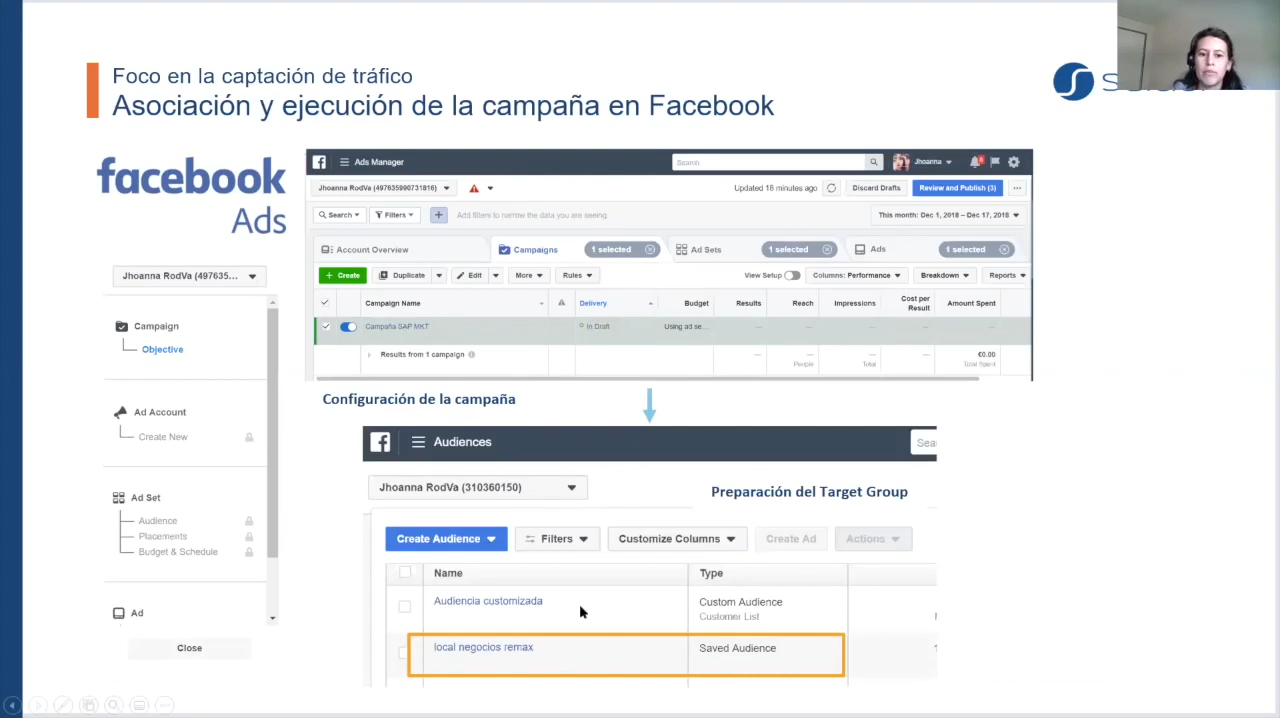 Foco en la captación de tráfico
Asociación y ejecución de la campaña en Facebook
facebook
Ads
Jhoanna RodVa (497635...
Campaign
Objective
Ad Account
Create New
Ad Set
Audience
Placements
Budget & Schedule
Ad
Close
Ads Manager
Search
Jhoanna
Jhoanna RodVa (497635990731816)
Updated 18 minutes ago
Discard Drafts
Review and Publish (3)
Search
Filters
Add filters to narrow the data you are seeing.
This month: Dec 1, 2018 – Dec 17, 2018
Account Overview
Campaigns
1 selected
Ad Sets
1 selected
Ads
1 selected
+ Create
Duplicate
Edit
More
Rules
View Setup
Columns: Performance
Breakdown
Reports
Campaign Name
Delivery
Budget
Results
Reach
Impressions
Cost per Result
Amount Spent
Campaña SAP MKT
In Draft
Using ad se...
Results from 1 campaign
People
Total
€0.00
Total Spent
Configuración de la campaña
Audiences
Sea
Jhoanna RodVa (310360150)
Preparación del Target Group
Create Audience
Filters
Customize Columns
Create Ad
Actions
Name
Type
Audiencia customizada
Custom Audience
Customer List
local negocios remax
Saved Audience